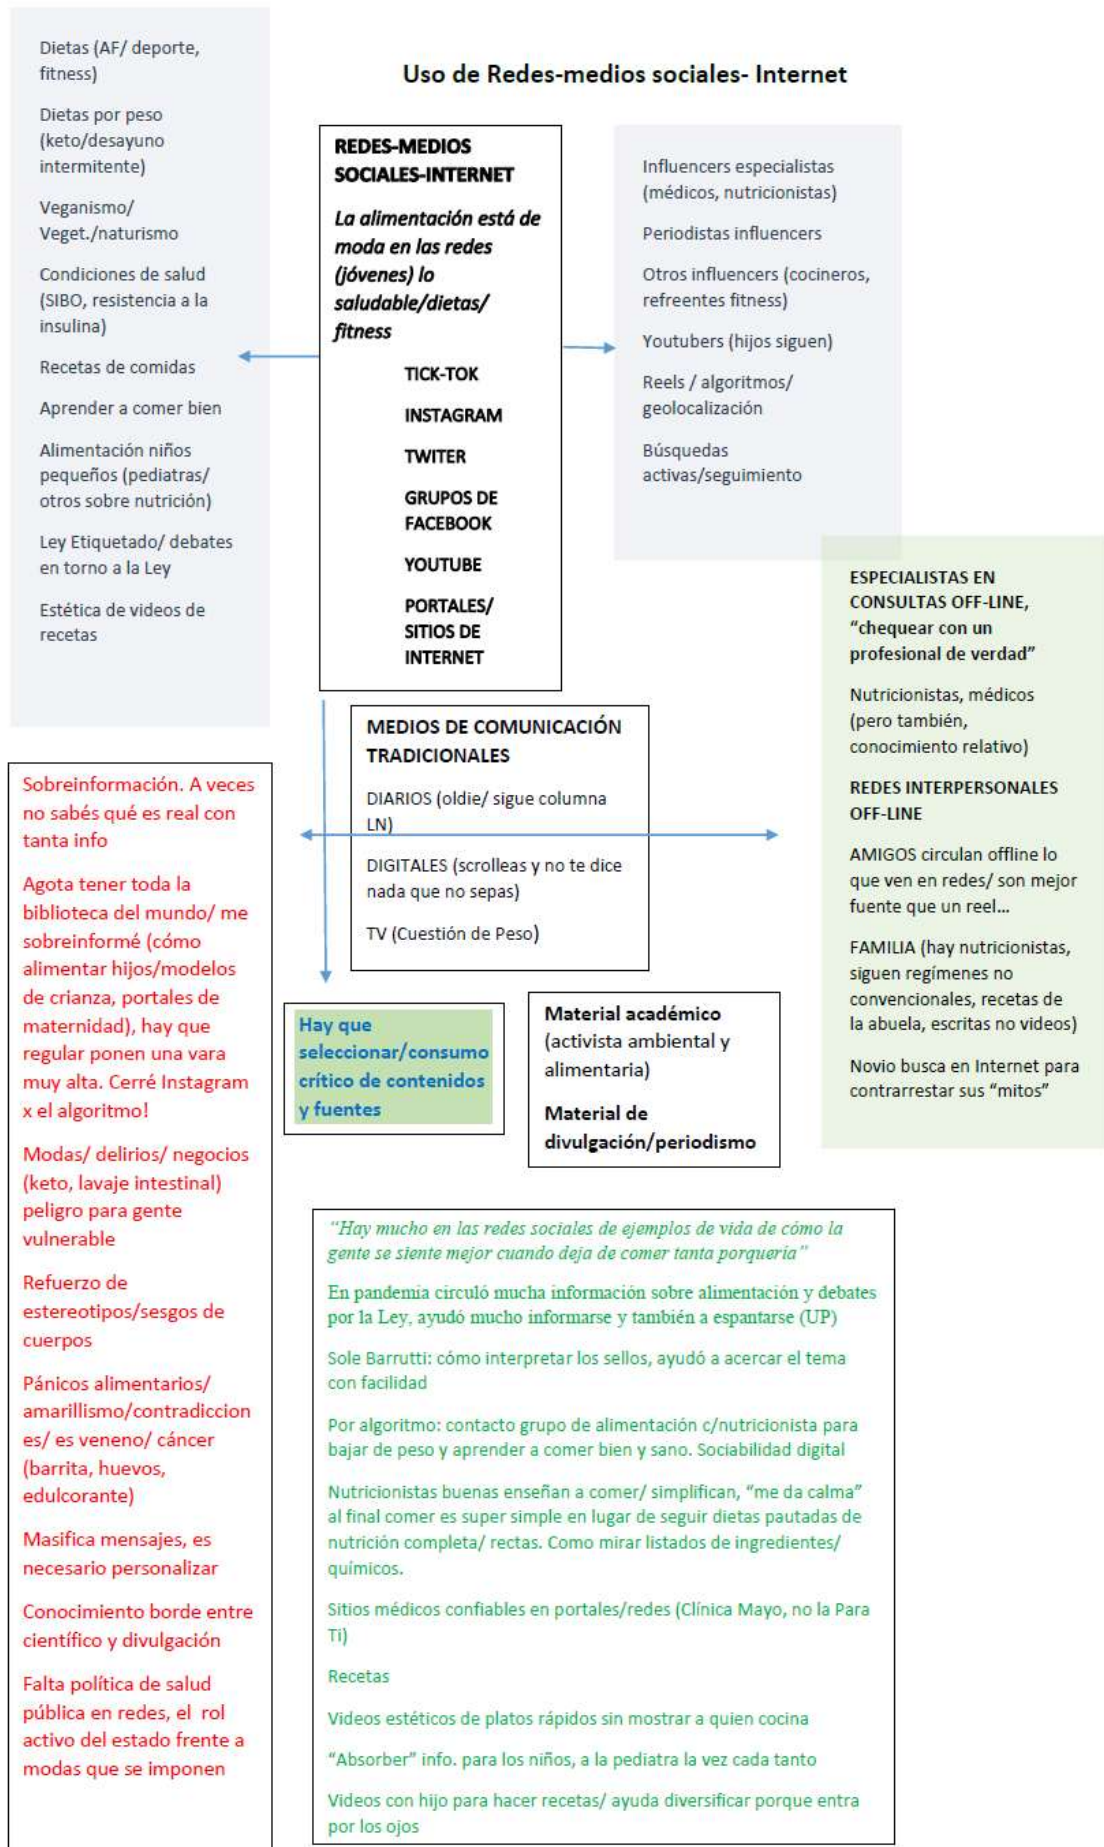 Uso de Redes-medios sociales- Internet
Dietas (AF/ deporte,
fitness)
Dietas por peso
(keto/desayuno
intermitente)
Veganismo/
Veget./naturismo
Condiciones de salud
(SIBO, resistencia a la
insulina)
Recetas de comidas
Aprender a comer bien
Alimentación niños
pequeños (pediatras/
otros sobre nutrición)
Ley Etiquetado/ debates
en torno a la Ley
Estética de videos de
recetas
REDES-MEDIOS
SOCIALES-INTERNET
La alimentación está de
moda en las redes
(jóvenes) lo
saludable/dietas/
fitness
TICK-TOK
INSTAGRAM
TWITER
GRUPOS DE
FACEBOOK
YOUTUBE
PORTALES/
SITIOS DE
INTERNET
Influencers especialistas
(médicos, nutricionistas)
Periodistas influencers
Otros influencers (cocineros,
refreentes fitness)
Youtubers (hijos siguen)
Reels / algoritmos/
geolocalización
Búsquedas
activas/seguimiento
ESPECIALISTAS EN
CONSULTAS OFF-LINE,
“chequear con un
profesional de verdad”
Nutricionistas, médicos
(pero también,
conocimiento relativo)
REDES INTERPERSONALES
OFF-LINE
AMIGOS circulan offline lo
que ven en redes/ son mejor
fuente que un reel...
FAMILIA (hay nutricionistas,
siguen regímenes no
convencionales, recetas de
la abuela, escritas no videos)
Novio busca en Internet para
contrarrestar sus “mitos”
MEDIOS DE COMUNICACIÓN
TRADICIONALES
DIARIOS (oldie/ sigue columna
LN)
DIGITALES (scrolleas y no te dice
nada que no sepas)
TV (Cuestión de Peso)
Sobreinformación. A veces
no sabés qué es real con
tanta info
Agota tener toda la
biblioteca del mundo/ me
sobreinformé (cómo
alimentar hijos/modelos
de crianza, portales de
maternidad), hay que
regular ponen una vara
muy alta. Cerré Instagram
x el algoritmo!
Modas/ delirios/ negocios
(keto, lavaje intestinal)
peligro para gente
vulnerable
Refuerzo de
estereotipos/sesgos de
cuerpos
Pánicos alimentarios/
amarillismo/contradiccion
es/ es veneno/ cáncer
(barrita, huevos,
edulcorante)
Masifica mensajes, es
necesario personalizar
Conocimiento borde entre
científico y divulgación
Falta política de salud
pública en redes, el rol
activo del estado frente a
modas que se imponen
Hay que
seleccionar/consumo
crítico de contenidos
y fuentes
Material académico
(activista ambiental y
alimentaria)
Material de
divulgación/periodismo
“Hay mucho en las redes sociales de ejemplos de vida de cómo la
gente se siente mejor cuando deja de comer tanta porquería”
En pandemia circuló mucha información sobre alimentación y debates
por la Ley, ayudó mucho informarse y también a espantarse (UP)
Sole Barrutti: cómo interpretar los sellos, ayudó a acercar el tema
con facilidad
Por algoritmo: contacto grupo de alimentación c/nutricionista para
bajar de peso y aprender a comer bien y sano. Sociabilidad digital
Nutricionistas buenas enseñan a comer/ simplifican, “me da calma”
al final comer es super simple en lugar de seguir dietas pautadas de
nutrición completa/ rectas. Como mirar listados de ingredientes/
químicos.
Sitios médicos confiables en portales/redes (Clínica Mayo, no la Para
Ti)
Recetas
Videos estéticos de platos rápidos sin mostrar a quien cocina
“Absorber” info. para los niños, a la pediatra la vez cada tanto
Videos con hijo para hacer recetas/ ayuda diversificar porque entra
por los ojos